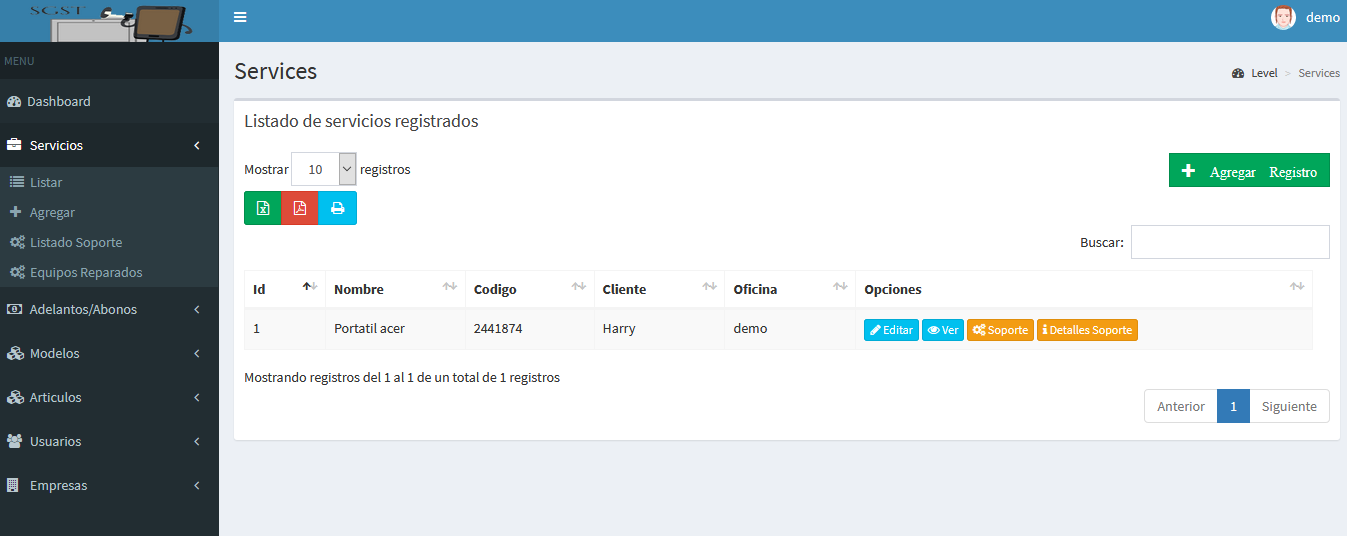 SGST
demo
MENU
Services
Level > Services
Dashboard
Listado de servicios registrados
Servicios
Mostrar 10 registros
+ Agregar Registro
Listar
Agregar
Listado Soporte
Buscar:
Equipos Reparados
Id Nombre Codigo Cliente Oficina Opciones
Adelantos/Abonos
1 Portatil acer 2441874 Harry demo Editar Ver Soporte Detalles Soporte
Modelos
Mostrando registros del 1 al 1 de un total de 1 registros
Articulos
Anterior 1 Siguiente
Usuarios
Empresas